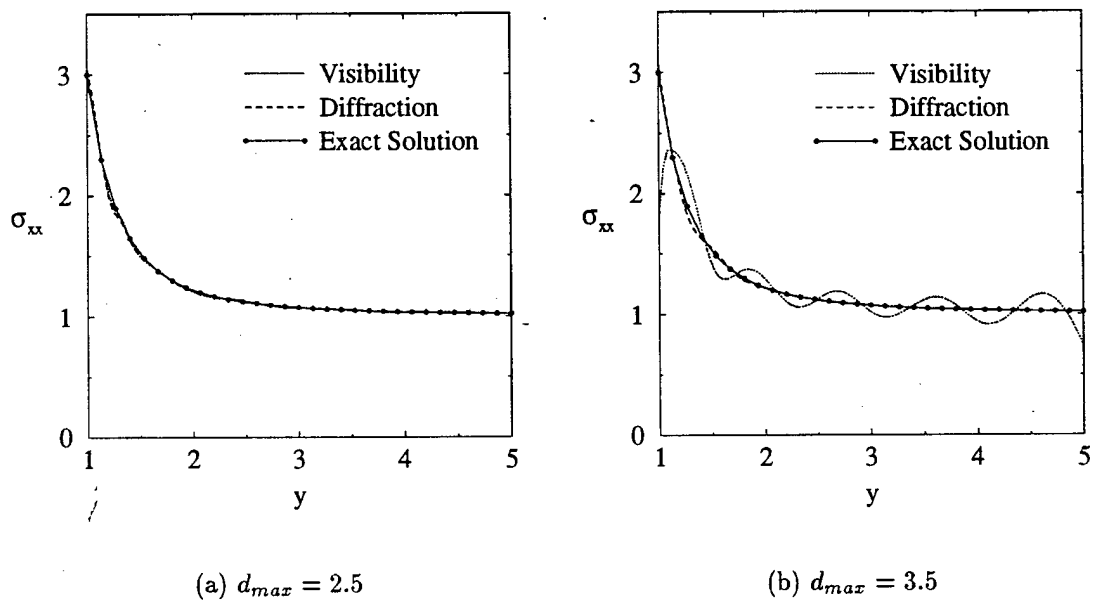 3
2
1
0
σxx
Visibility
Diffraction
Exact Solution
1 2 3 4 5
y
(a) dmax = 2.5
3
2
1
0
σxx
Visibility
Diffraction
Exact Solution
1 2 3 4 5
y
(b) dmax = 3.5